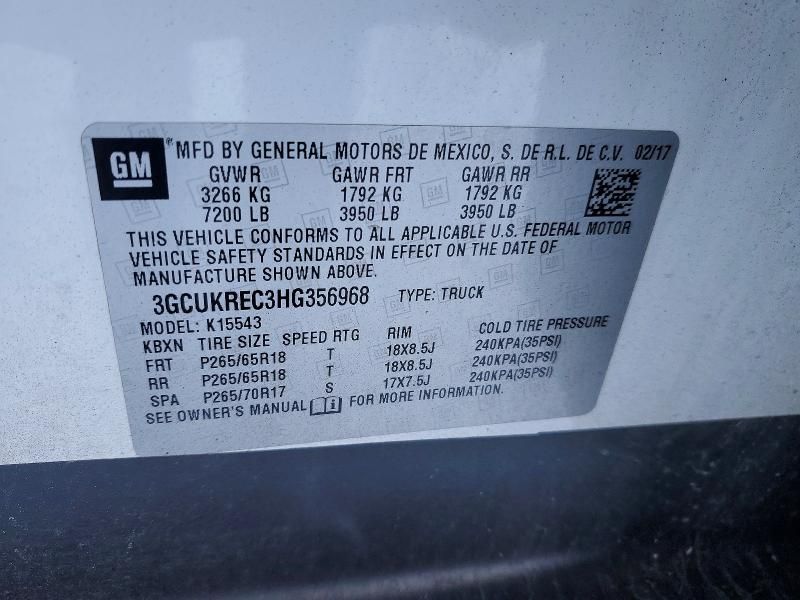 GM ® MFD BY GENERAL MOTORS DE MEXICO, S. DE R.L. DE C.V. 02/17
GVWR GAWR FRT GAWR RR
3266 KG 1792 KG 1792 KG
7200 LB 3950 LB 3950 LB
THIS VEHICLE CONFORMS TO ALL APPLICABLE U.S. FEDERAL MOTOR
VEHICLE SAFETY STANDARDS IN EFFECT ON THE DATE OF
MANUFACTURE SHOWN ABOVE.
3GCUKREC3HG356968 TYPE: TRUCK
MODEL: K15543
KBXN TIRE SIZE SPEED RTG RIM COLD TIRE PRESSURE
FRT P265/65R18 T 18X8.5J 240KPA(35PSI)
RR P265/65R18 T 18X8.5J 240KPA(35PSI)
SPA P265/70R17 S 17X7.5J 240KPA(35PSI)
SEE OWNER'S MANUAL FOR MORE INFORMATION.